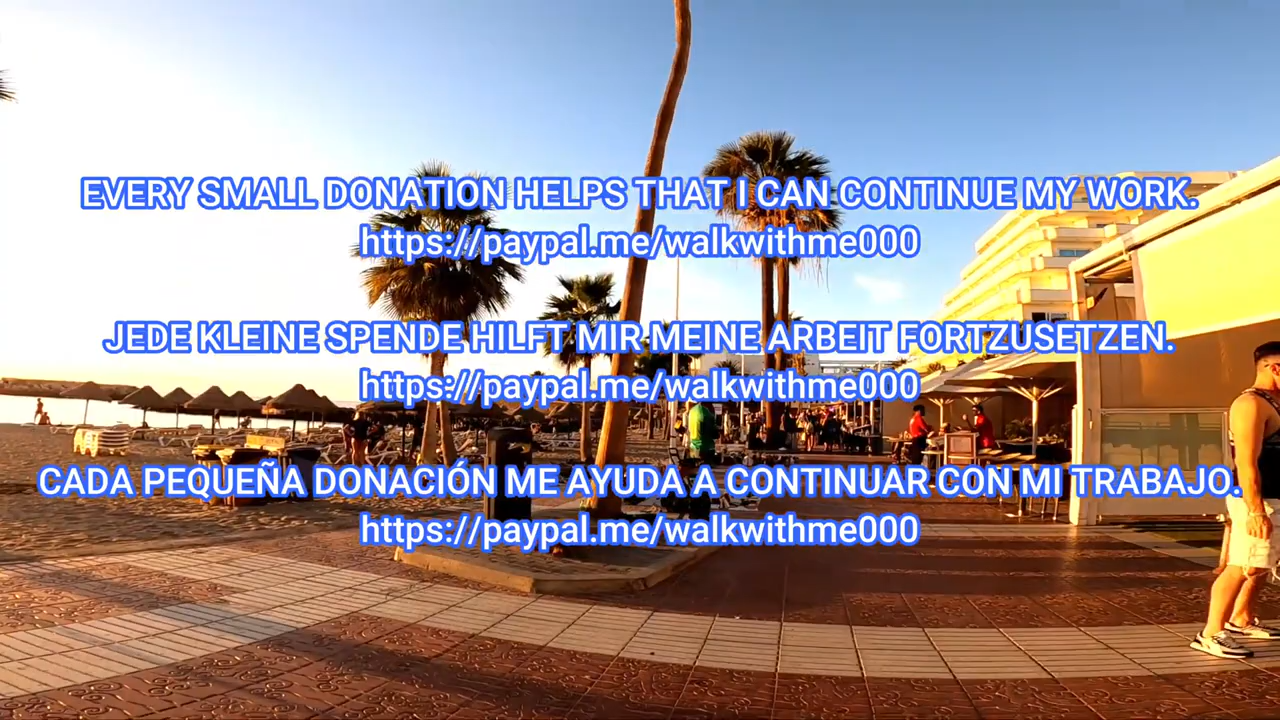 EVERY SMALL DONATION HELPS THAT I CAN CONTINUE MY WORK.
https://paypal.me/walkwithme000
JEDE KLEINE SPENDE HILFT MIR MEINE ARBEIT FORTZUSETZEN.
https://paypal.me/walkwithme000
CADA PEQUEÑA DONACIÓN ME AYUDA A CONTINUAR CON MI TRABAJO.
https://paypal.me/walkwithme000